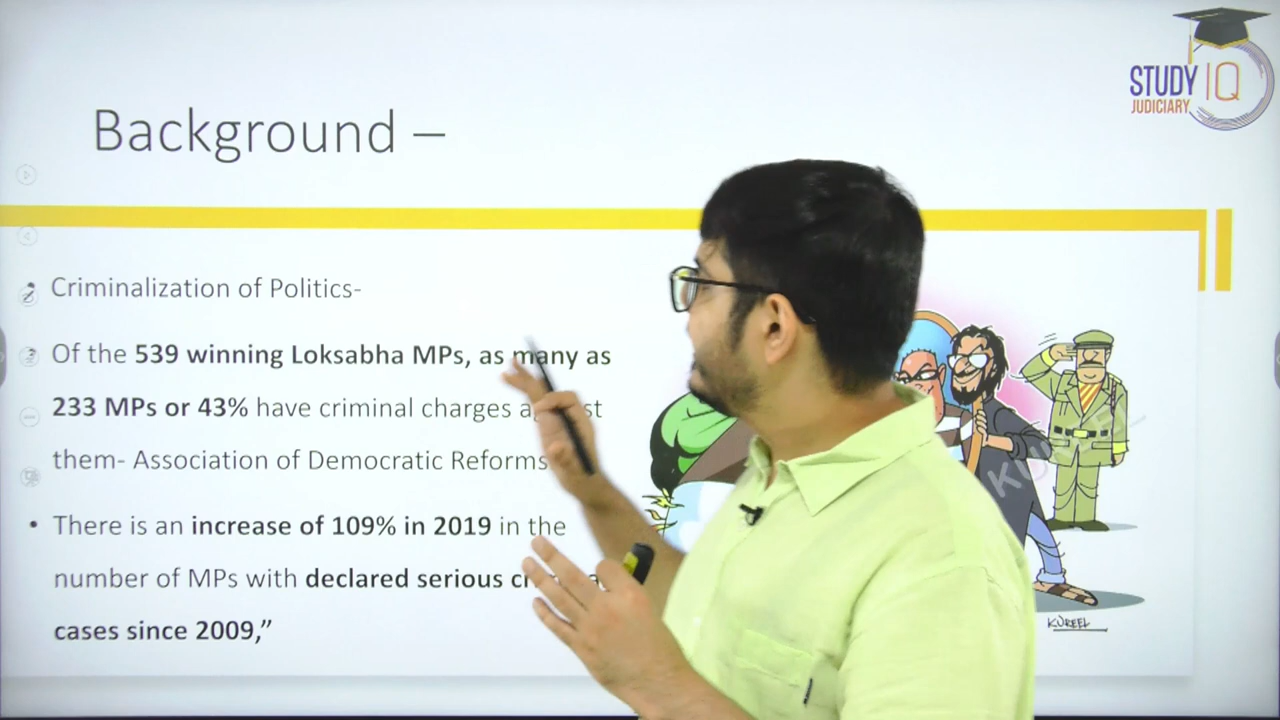 STUDY IQ
JUDICIARY
Background –
Criminalization of Politics-
Of the 539 winning Loksabha MPs, as many as
233 MPs or 43% have criminal charges st
them- Association of Democratic Reforms
• There is an increase of 109% in 2019 in the
number of MPs with declared serious
cases since 2009,”
KUREEL